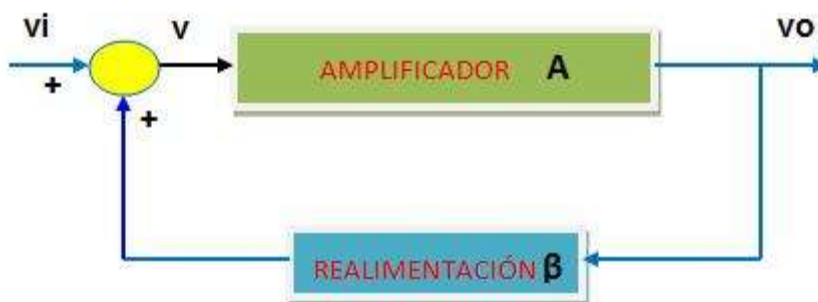 vi
v
vo
+
AMPLIFICADOR A
+
REALIMENTACIÓN β